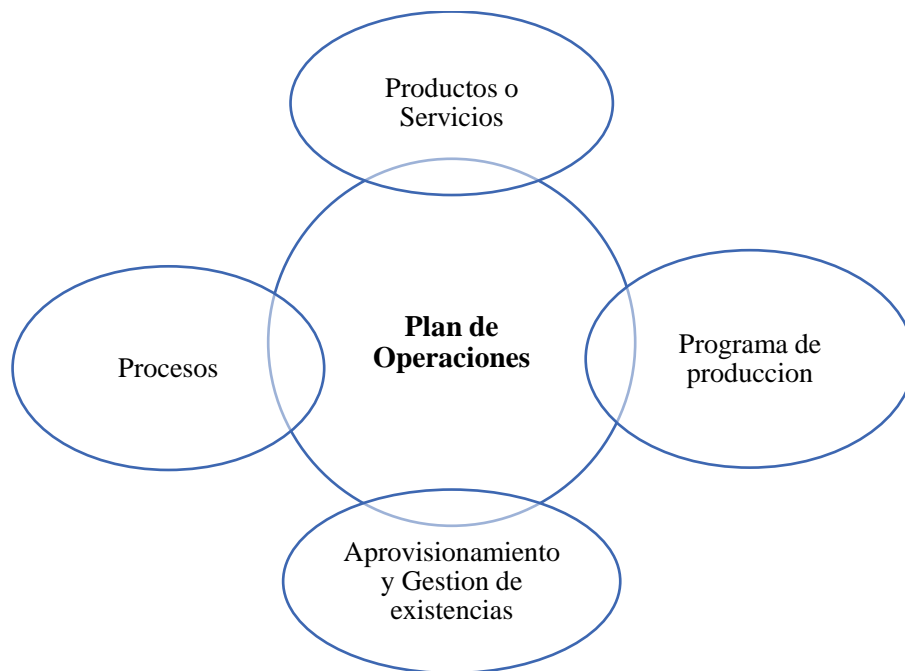 Productos o
Servicios
Plan de
Operaciones
Procesos
Programa de
produccion
Aprovisionamiento
y Gestion de
existencias